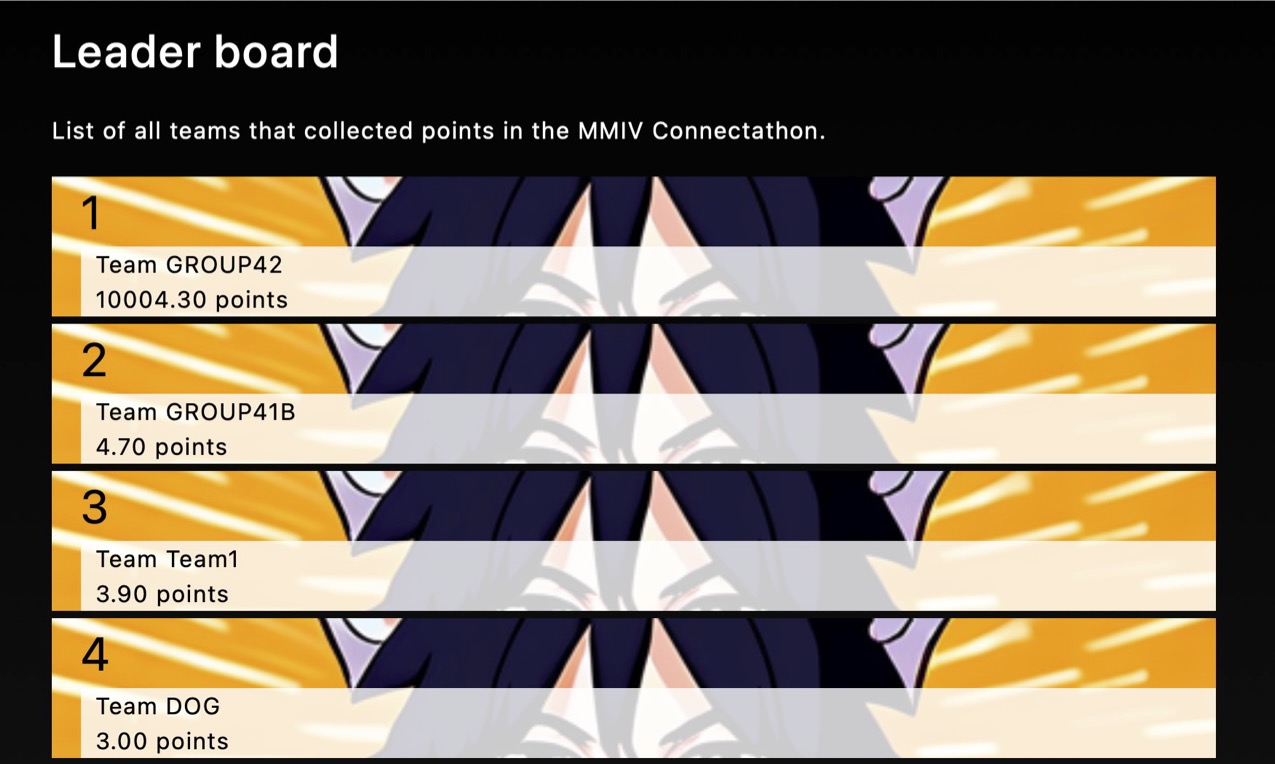 Leader board
List of all teams that collected points in the MMIV Connectathon.
1
Team GROUP42
10004.30 points
2
Team GROUP41B
4.70 points
3
Team Team1
3.90 points
4
Team DOG
3.00 points